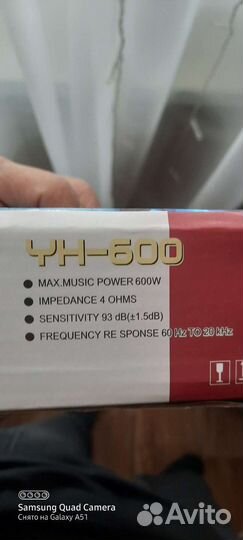 YH-600
● MAX.MUSIC POWER 600W
● IMPEDANCE 4 OHMS
● SENSITIVITY 93 dB(±1.5dB)
● FREQUENCY RE SPONSE 60 Hz TO 20 kHz
Samsung Quad Camera
Снято на Galaxy A51
Avito